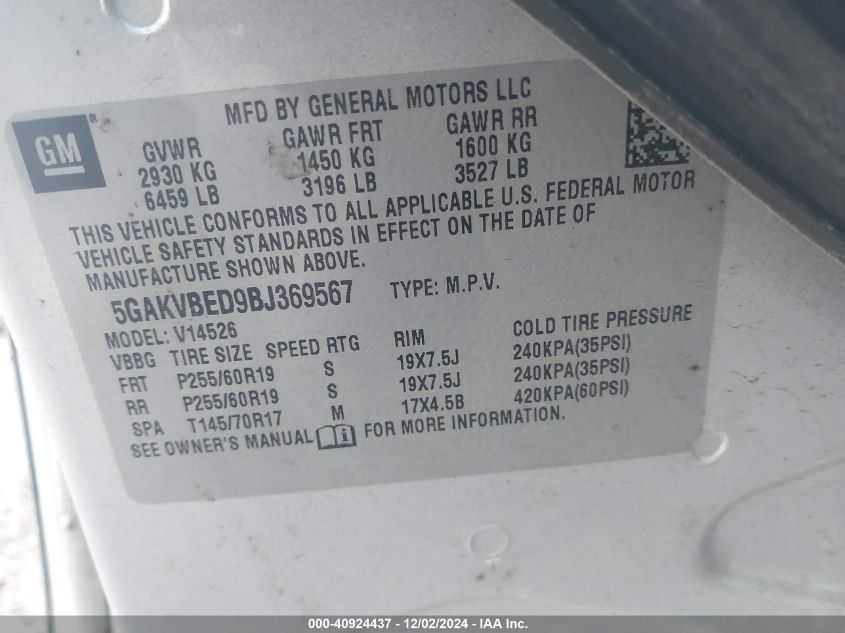 MFD BY GENERAL MOTORS LLC
GM®
GVWR GAWR FRT GAWR RR
2930 KG 1450 KG 1600 KG
6459 LB 3196 LB 3527 LB
THIS VEHICLE CONFORMS TO ALL APPLICABLE U.S. FEDERAL MOTOR
VEHICLE SAFETY STANDARDS IN EFFECT ON THE DATE OF
MANUFACTURE SHOWN ABOVE.
5GAKVBED9BJ369567 TYPE: M.P.V.
MODEL: V14526
VBBG TIRE SIZE SPEED RTG RIM COLD TIRE PRESSURE
FRT P255/60R19 S 19X7.5J 240KPA(35PSI)
RR P255/60R19 S 19X7.5J 240KPA(35PSI)
SPA T145/70R17 M 17X4.5B 420KPA(60PSI)
SEE OWNER'S MANUAL FOR MORE INFORMATION.
000-40924437 - 12/02/2024 - IAA Inc.